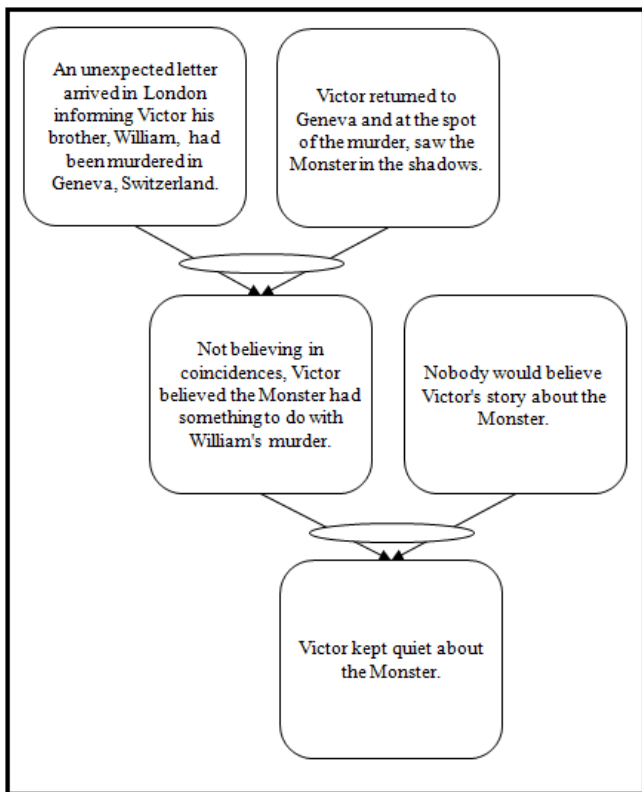 An unexpected letter
arrived in London
informing Victor his
brother, William,  had
been murdered in
Geneva, Switzerland.
Victor returned to
Geneva and at the spot
of the murder, saw the
Monster in the shadows.
Not believing in
coincidences, Victor
believed the Monster had
something to do with
William's murder.
Nobody would believe
Victor's story about the
Monster.
Victor kept quiet about
the Monster.